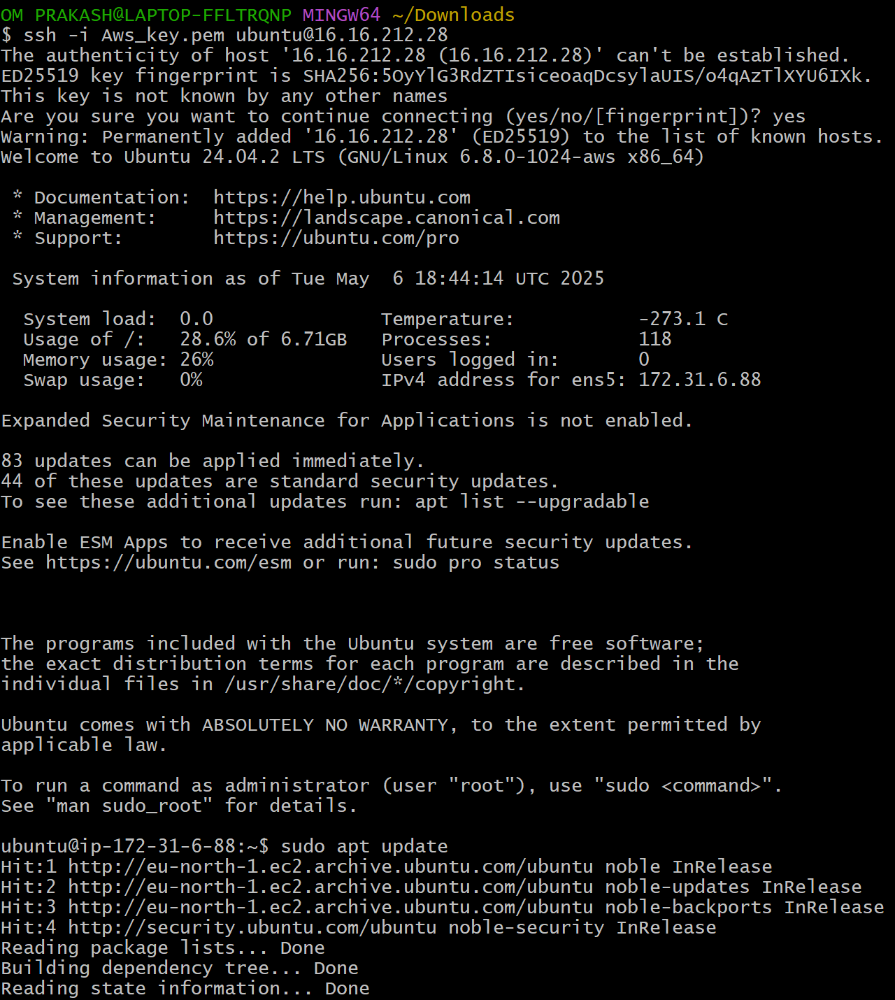 OM PRAKASH@LAPTOP-FFLTRQNP MINGW64 ~/Downloads
$ ssh -i Aws_key.pem ubuntu@16.16.212.28
The authenticity of host '16.16.212.28 (16.16.212.28)' can't be established.
ED25519 key fingerprint is SHA256:5OyYlG3RdZTIsiceoaqDcsylaUIS/o4qAzTlXYU6IXk.
This key is not known by any other names
Are you sure you want to continue connecting (yes/no/[fingerprint])? yes
Warning: Permanently added '16.16.212.28' (ED25519) to the list of known hosts.
Welcome to Ubuntu 24.04.2 LTS (GNU/Linux 6.8.0-1024-aws x86_64)

 * Documentation:  https://help.ubuntu.com
 * Management:     https://landscape.canonical.com
 * Support:        https://ubuntu.com/pro

 System information as of Tue May  6 18:44:14 UTC 2025

  System load:  0.0               Temperature:           -273.1 C
  Usage of /:   28.6% of 6.71GB   Processes:             118
  Memory usage: 26%               Users logged in:       0
  Swap usage:   0%                IPv4 address for ens5: 172.31.6.88

Expanded Security Maintenance for Applications is not enabled.

83 updates can be applied immediately.
44 of these updates are standard security updates.
To see these additional updates run: apt list --upgradable

Enable ESM Apps to receive additional future security updates.
See https://ubuntu.com/esm or run: sudo pro status

The programs included with the Ubuntu system are free software;
the exact distribution terms for each program are described in the
individual files in /usr/share/doc/*/copyright.

Ubuntu comes with ABSOLUTELY NO WARRANTY, to the extent permitted by
applicable law.

To run a command as administrator (user "root"), use "sudo <command>".
See "man sudo_root" for details.

ubuntu@ip-172-31-6-88:~$ sudo apt update
Hit:1 http://eu-north-1.ec2.archive.ubuntu.com/ubuntu noble InRelease
Hit:2 http://eu-north-1.ec2.archive.ubuntu.com/ubuntu noble-updates InRelease
Hit:3 http://eu-north-1.ec2.archive.ubuntu.com/ubuntu noble-backports InRelease
Hit:4 http://security.ubuntu.com/ubuntu noble-security InRelease
Reading package lists... Done
Building dependency tree... Done
Reading state information... Done